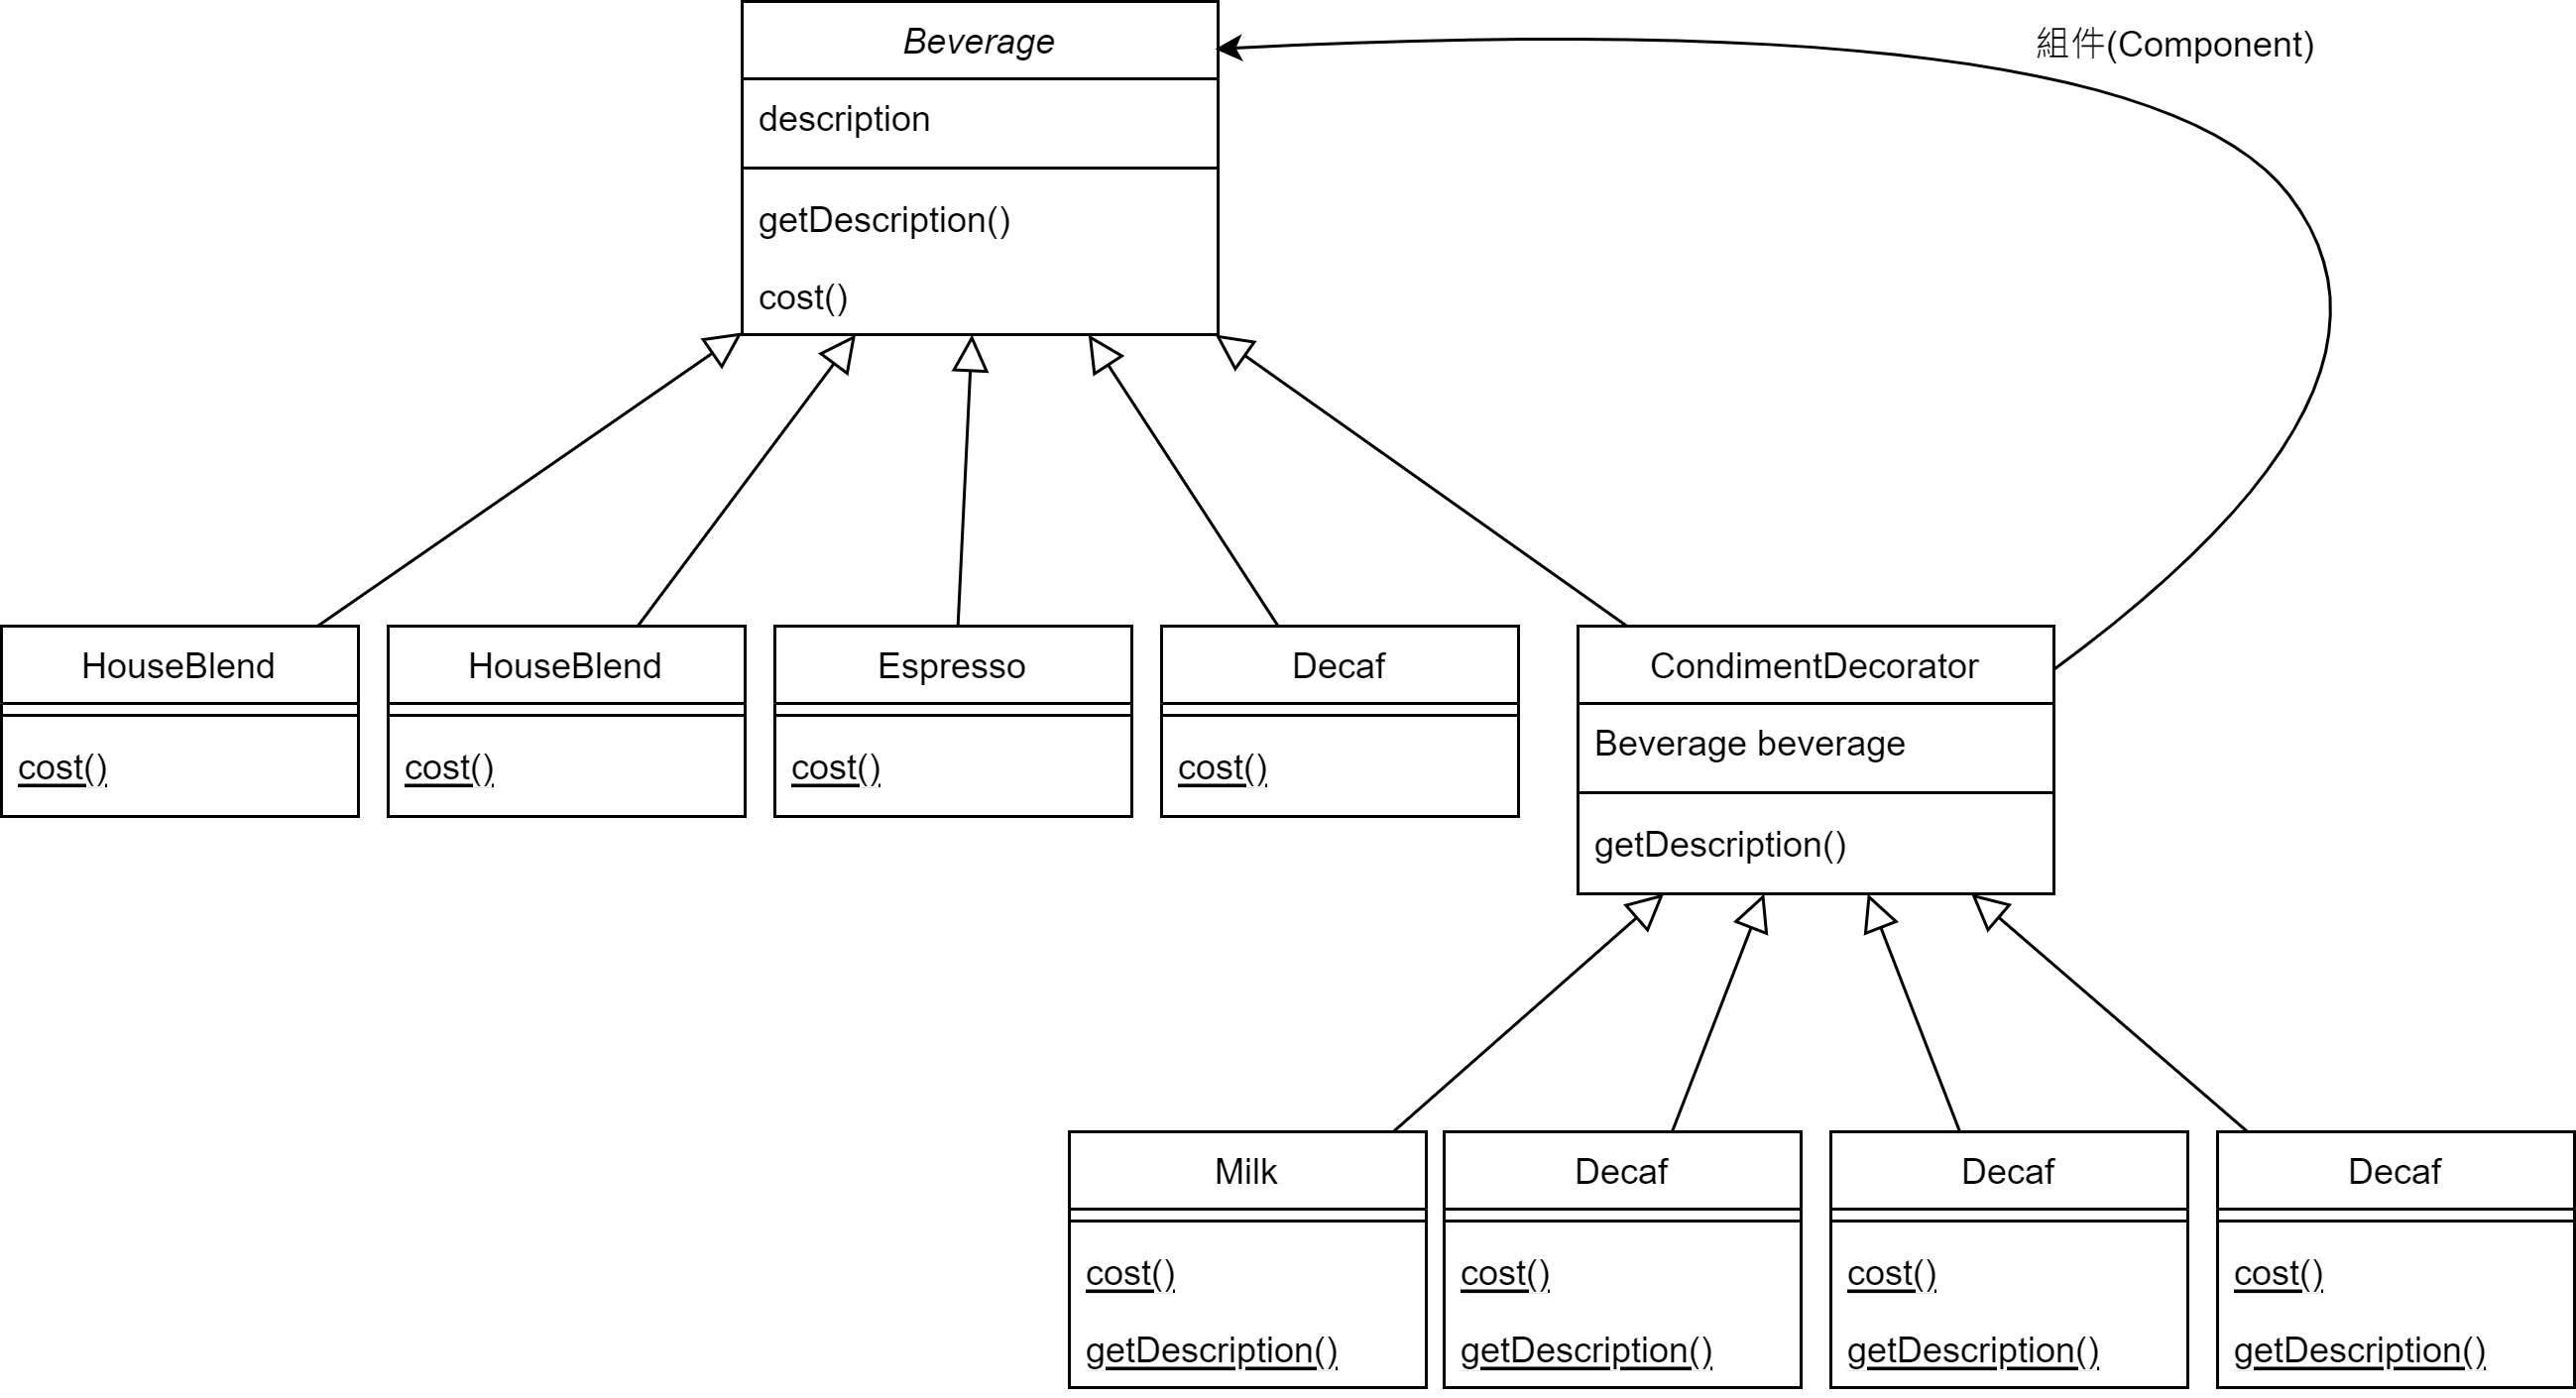 Beverage
組件(Component)
description
getDescription()
cost()
HouseBlend
cost()
HouseBlend
cost()
Espresso
cost()
Decaf
cost()
CondimentDecorator
Beverage beverage
getDescription()
Milk
cost()
getDescription()
Decaf
cost()
getDescription()
Decaf
cost()
getDescription()
Decaf
cost()
getDescription()